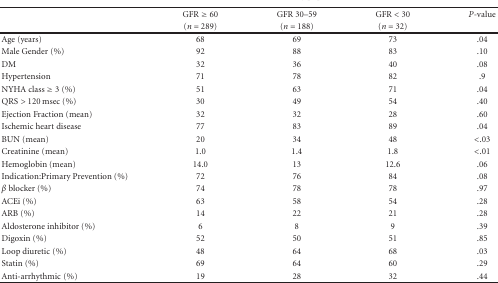 GFR ≥ 60 GFR 30–59 GFR < 30 P-value
(n = 289) (n = 188) (n = 32)
Age (years) 68 69 73 .04
Male Gender (%) 92 88 83 .10
DM 32 36 40 .08
Hypertension 71 78 82 .9
NYHA class ≥ 3 (%) 51 63 71 .04
QRS > 120 msec (%) 30 49 54 .40
Ejection Fraction (mean) 32 32 28 .60
Ischemic heart disease 77 83 89 .04
BUN (mean) 20 34 48 <.03
Creatinine (mean) 1.0 1.4 1.8 <.01
Hemoglobin (mean) 14.0 13 12.6 .06
Indication:Primary Prevention (%) 72 76 84 .08
β blocker (%) 74 78 78 .97
ACEi (%) 63 58 54 .28
ARB (%) 14 22 21 .28
Aldosterone inhibitor (%) 6 8 9 .39
Digoxin (%) 52 50 51 .85
Loop diuretic (%) 48 64 68 .03
Statin (%) 69 64 60 .29
Anti-arrhythmic (%) 19 28 32 .44